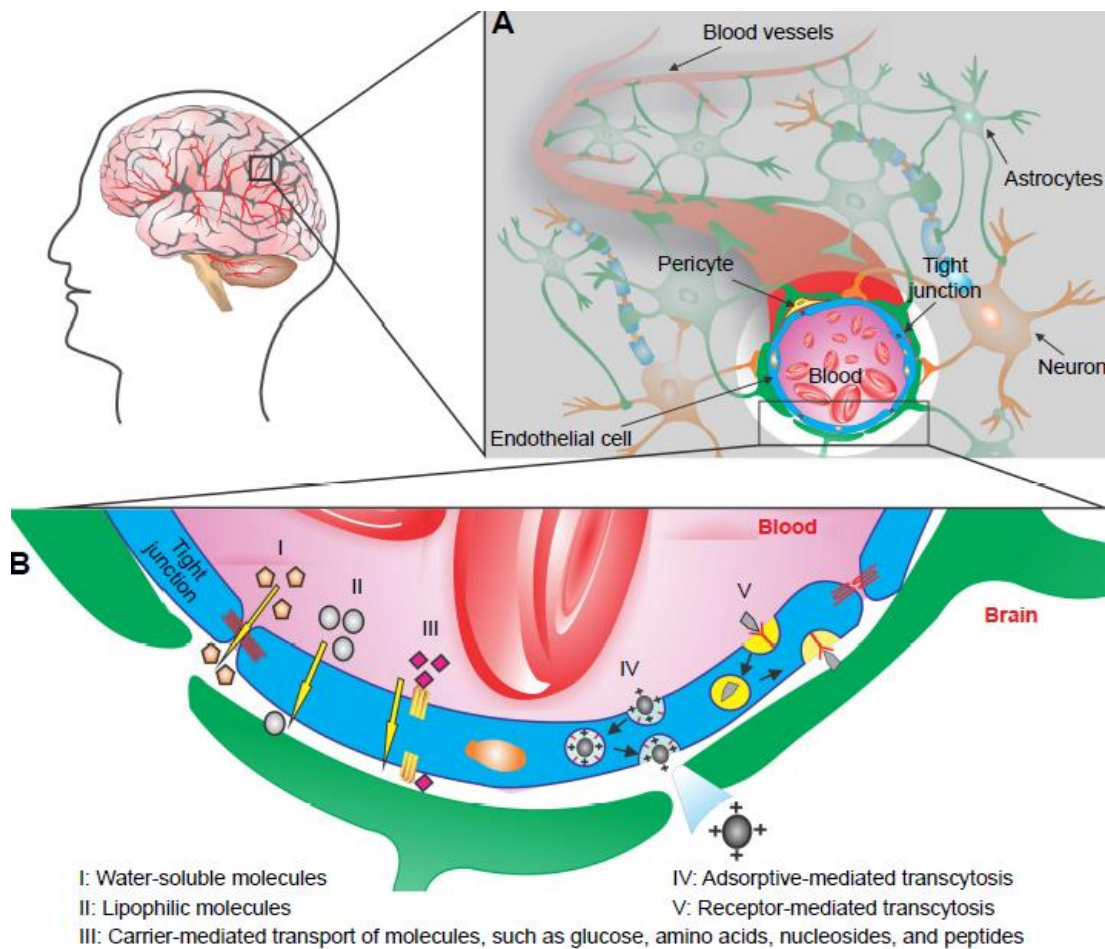 A
Blood vessels
Astrocytes
Pericyte
Tight
junction
Neuron
Blood
Endothelial cell
B
Tight
junction
I
II
III
IV
V
Blood
Brain
I: Water-soluble molecules
II: Lipophilic molecules
III: Carrier-mediated transport of molecules, such as glucose, amino acids, nucleosides, and peptides
IV: Adsorptive-mediated transcytosis
V: Receptor-mediated transcytosis